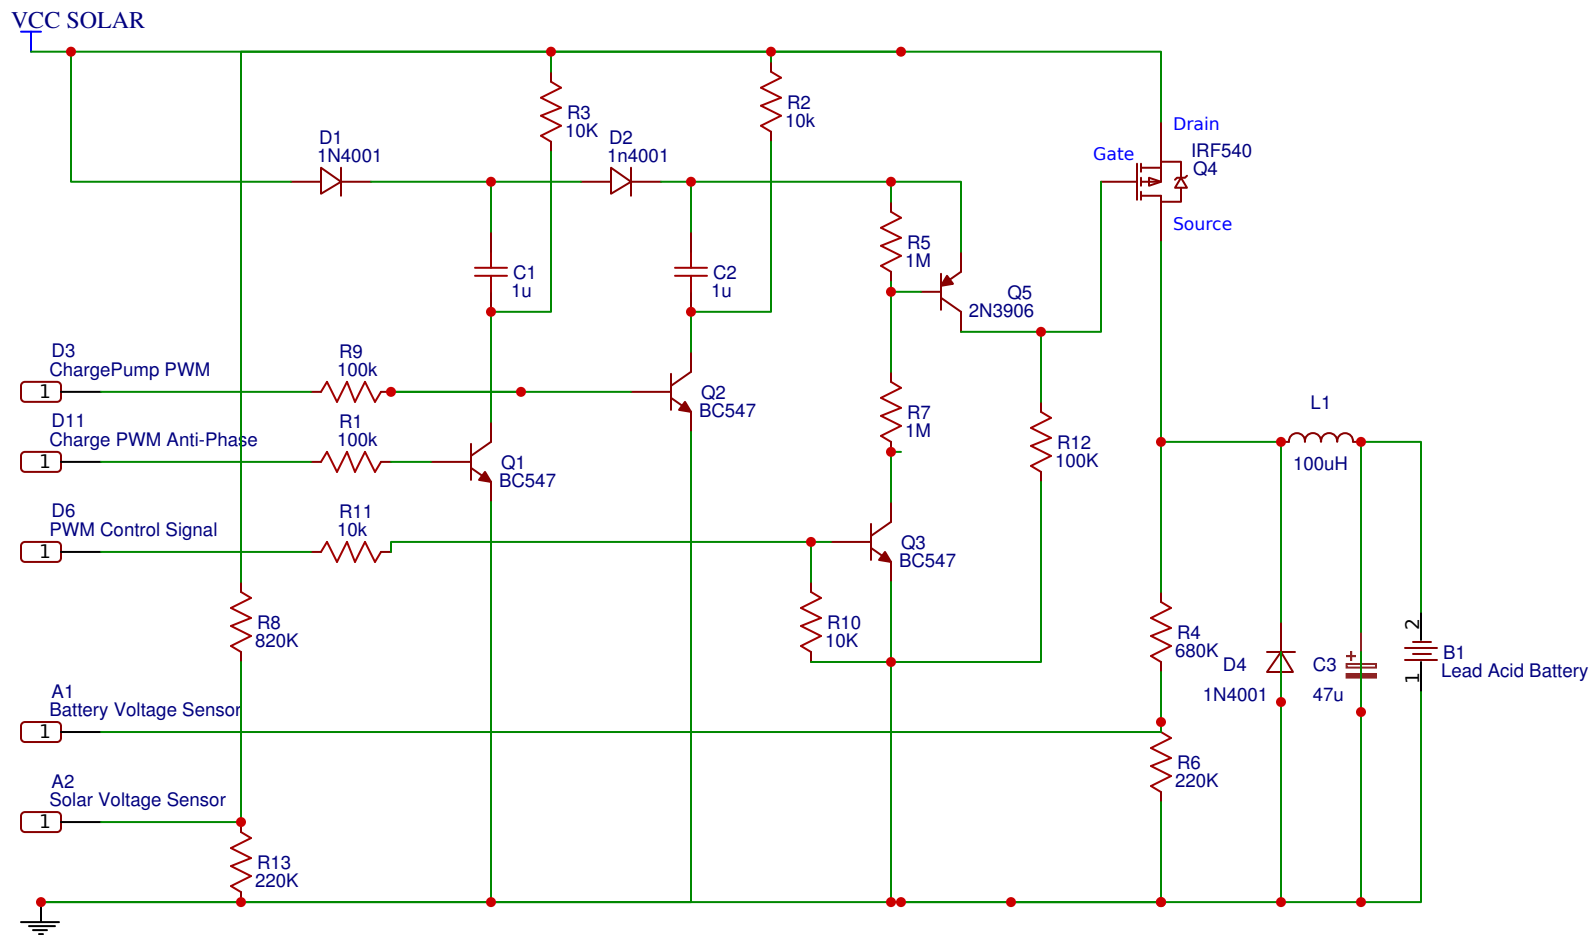 VCC SOLAR
Drain
R3
10K
R2
10k
D1
1N4001
D2
1n4001
Gate
IRF540
Q4
Source
R5
1M
C1
1u
C2
1u
Q5
2N3906
D3
ChargePump PWM
1
R9
100k
Q2
BC547
R7
1M
L1
100uH
D11
Charge PWM Anti-Phase
1
R1
100k
Q1
BC547
R12
100K
D6
PWM Control Signal
1
R11
10k
Q3
BC547
R8
820K
R10
10K
R4
680K
D4
1N4001
C3
+
47u
2
1
B1
Lead Acid Battery
A1
Battery Voltage Sensor
1
R6
220K
A2
Solar Voltage Sensor
1
R13
220K